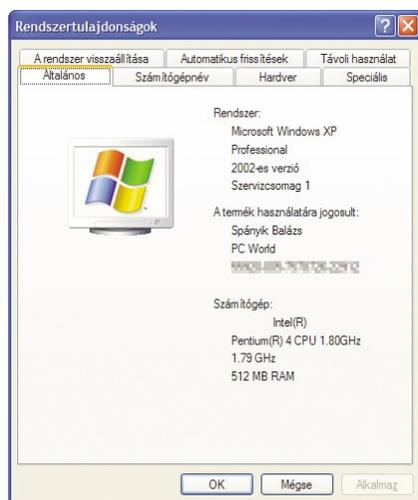 Rendszertulajdonságok
A rendszer visszaállítása Automatikus frissítések Távoli használat
Általános Számítógépnév Hardver Speciális
Rendszer:
Microsoft Windows XP
Professional
2002-es verzió
Szervizcsomag 1
A termék használatára jogosult:
Spányik Balázs
PC World
Számítógép:
Intel(R)
Pentium(R) 4 CPU 1.80GHz
1.79 GHz
512 MB RAM
OK Mégse Alkalmaz